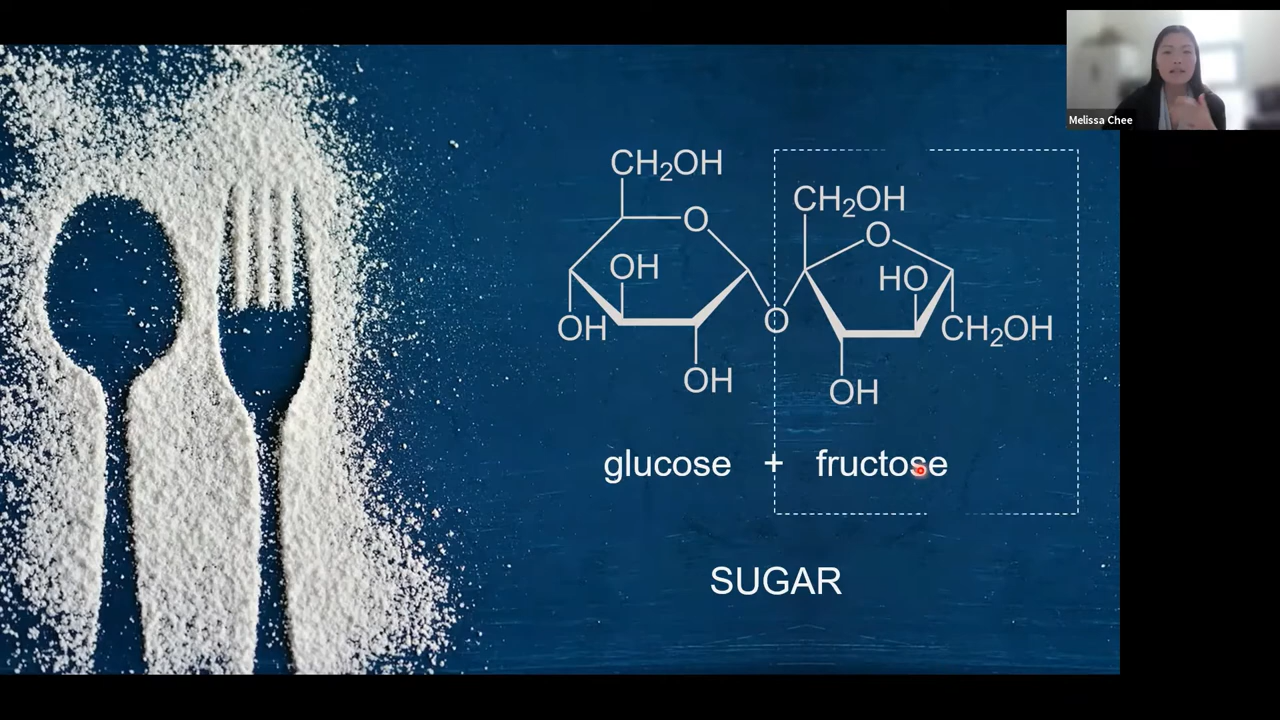 Melissa Chee
CH2OH
O
OH
OH
OH
O
CH2OH
O
HO
CH2OH
OH
glucose + fructose
SUGAR